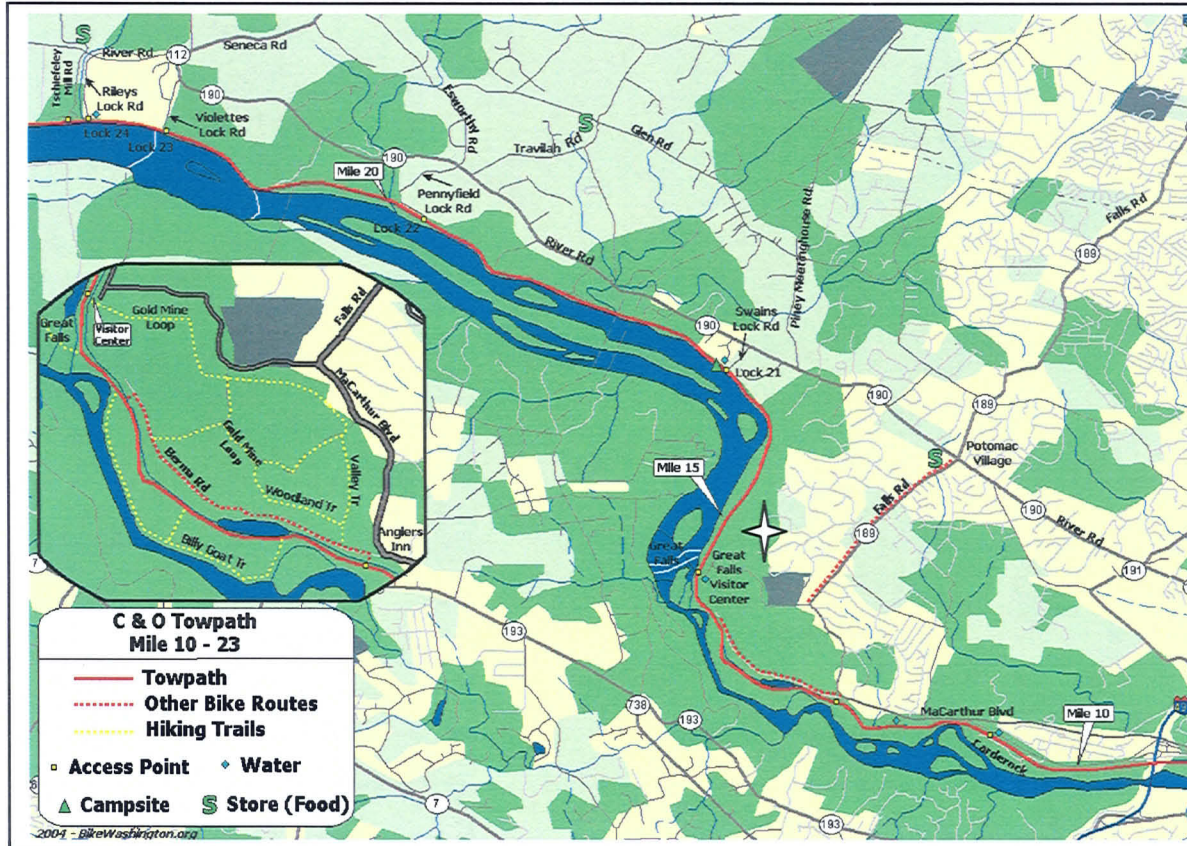 River Rd
112
Seneca Rd
Tschiefeley
Mill Rd
Rileys
Lock Rd
190
Violettes
Lock Rd
Lock 24
Lock 23
Esworthy Rd
Travilah Rd
Glen Rd
190
Mile 20
Pennyfield
Lock Rd
Lock 22
River Rd
Piney Meetinghouse Rd.
Falls Rd
189
Swains
Lock Rd
190
Lock 21
190
189
Potomac
Village
Mile 15
Falls Rd
189
190
River Rd
191
Great Falls
Great
Falls
Visitor
Center
Gold Mine
Loop
Falls Rd
Great
Falls
Visitor
Center
MaCarthur Blvd
Gold Mine
Loop
Berma Rd
Woodland Tr
Valley Tr
Billy Goat Tr
Anglers
Inn
7
193
738
193
MaCarthur Blvd
Mile 10
Carderock
7
193
C & O Towpath
Mile 10 - 23
Towpath
Other Bike Routes
Hiking Trails
Access Point
Water
Campsite
S Store (Food)
2004 - BikeWashington.org